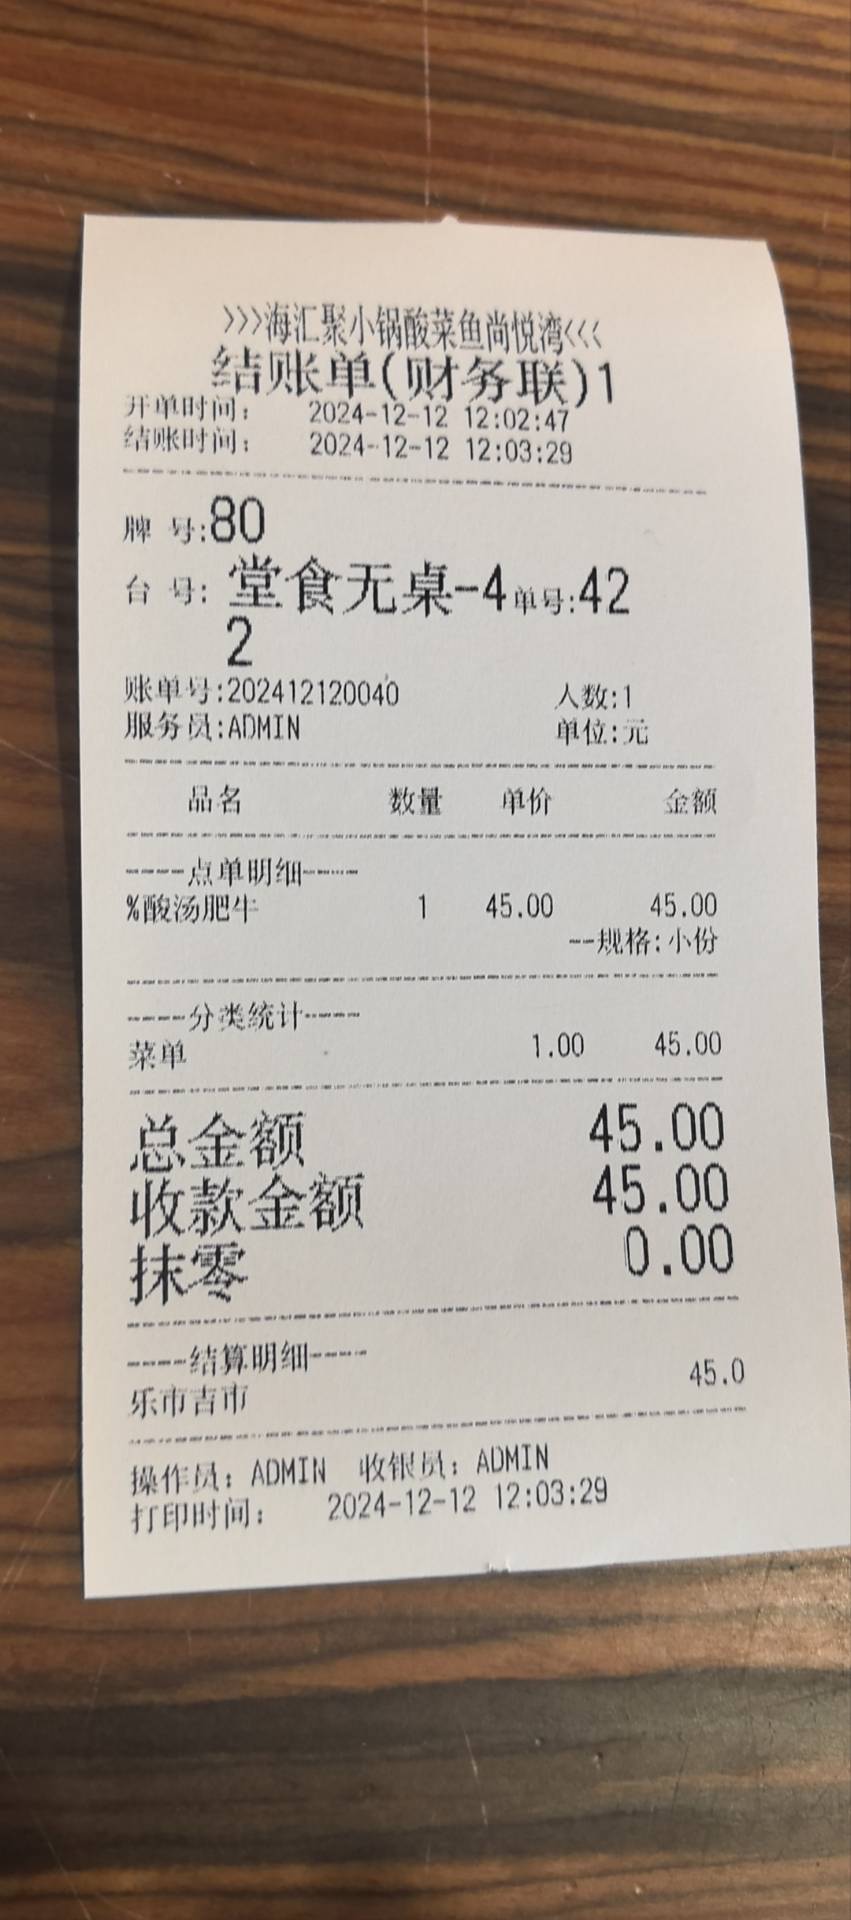 >>>海汇聚小锅酸菜鱼尚悦湾<<<
结账单(财务联)1
开单时间: 2024-12-12 12:02:47
结账时间: 2024-12-12 12:03:29
牌 号:80
台 号: 堂食无桌-4 单号:42
2
账单号:202412120040 人数:1
服务员:ADMIN 单位:元
品名 数量 单价 金额
----点单明细----
%酸汤肥牛 1 45.00 45.00
--规格:小份
----分类统计----
菜单 1.00 45.00
总金额 45.00
收款金额 45.00
抹零 0.00
----结算明细----
乐市吉市 45.0
操作员: ADMIN 收银员: ADMIN
打印时间: 2024-12-12 12:03:29